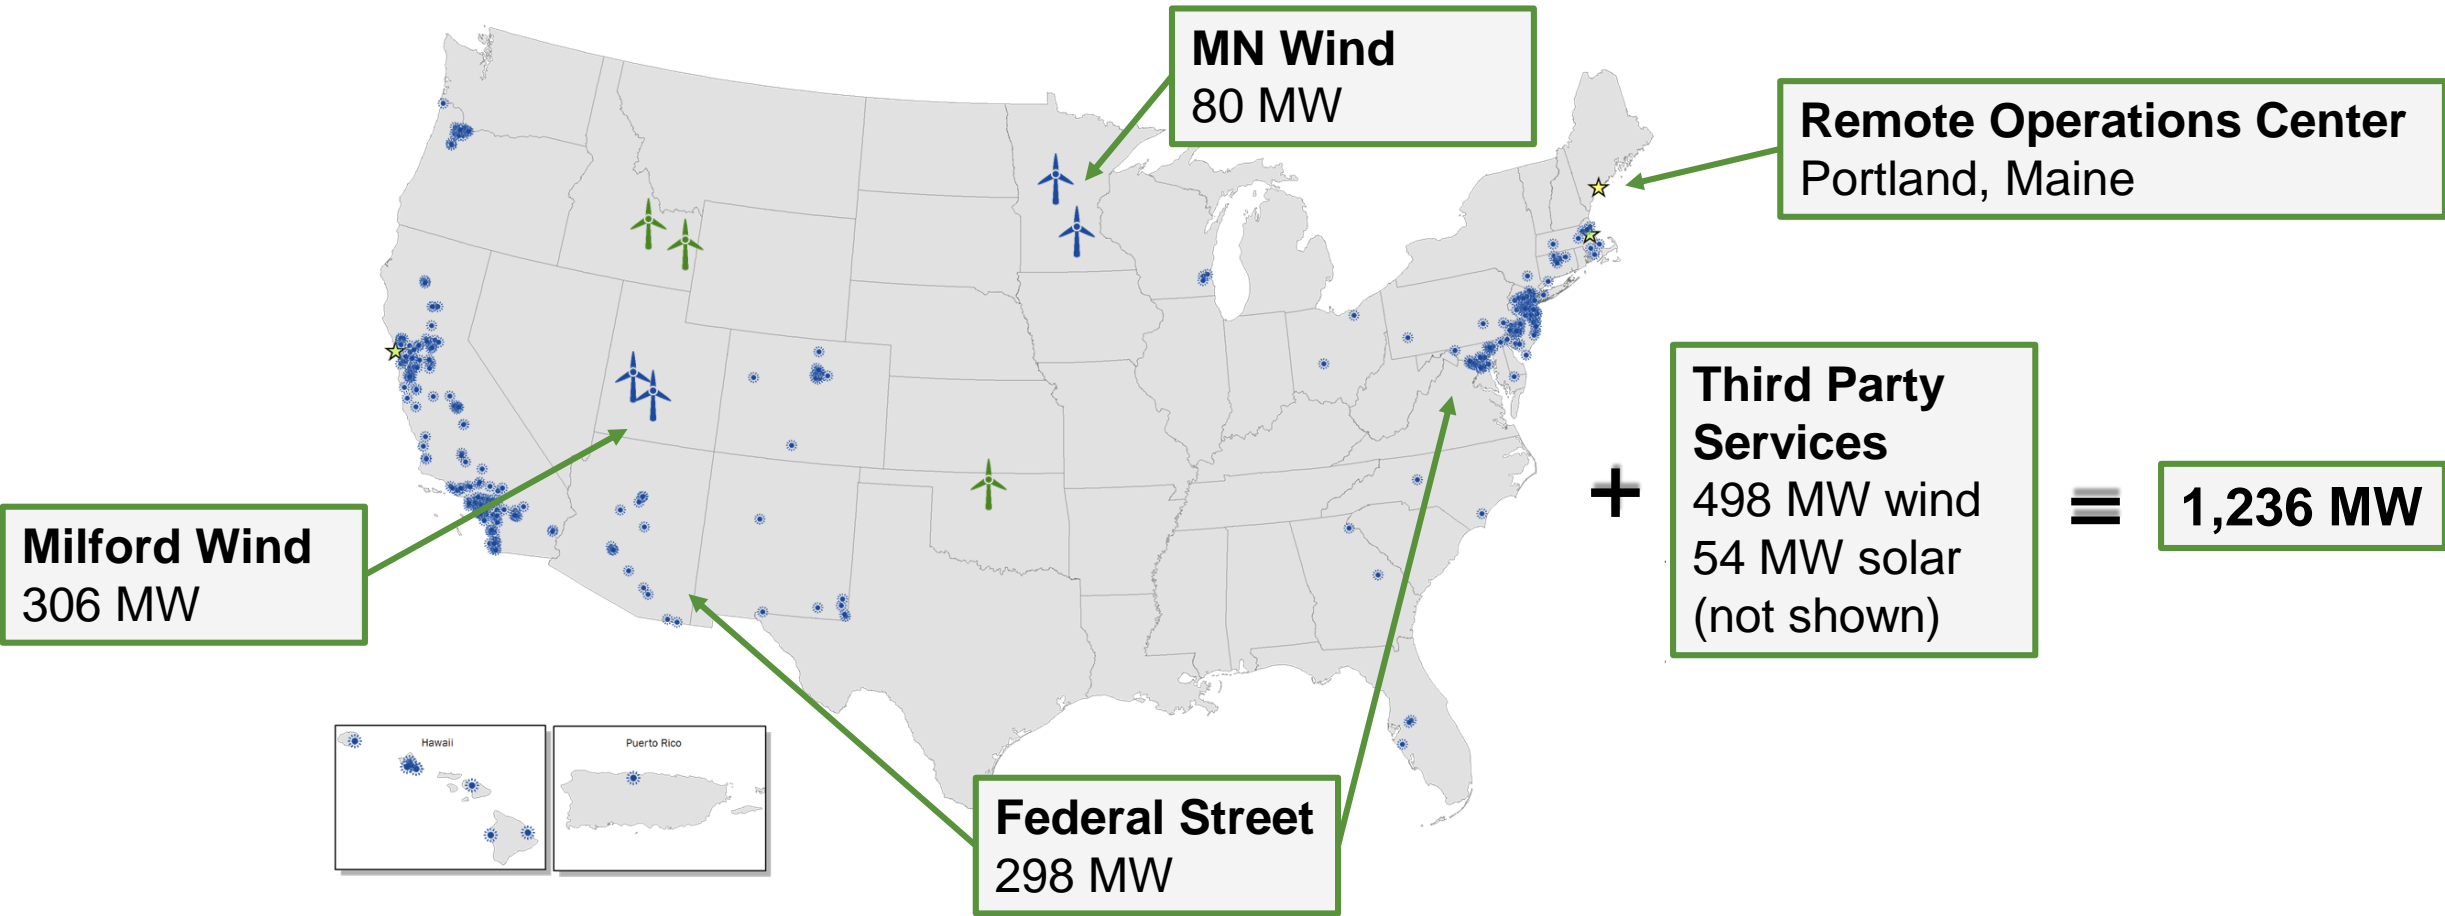 MN Wind
80 MW
Remote Operations Center
Portland, Maine
Third Party
Services
498 MW wind
54 MW solar
(not shown)
+
=
1,236 MW
Milford Wind
306 MW
Hawaii
Puerto Rico
Federal Street
298 MW